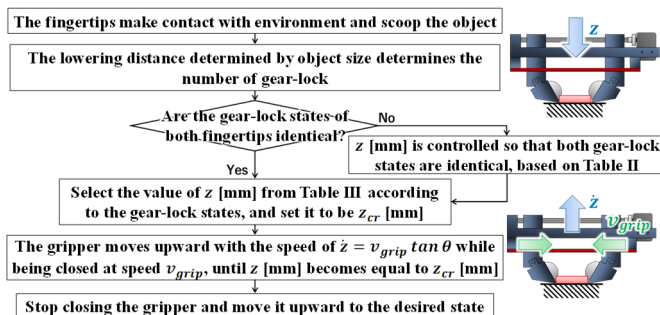 The fingertips make contact with environment and scoop the object
z
The lowering distance determined by object size determines the
number of gear-lock
Are the gear-lock states of
both fingertips identical?
No
Yes
z [mm] is controlled so that both gear-lock
states are identical, based on Table II
Select the value of z [mm] from Table III according
to the gear-lock states, and set it to be z_cr [mm]
ż
v_grip
The gripper moves upward with the speed of ż = v_grip tan θ while
being closed at speed v_grip, until z [mm] becomes equal to z_cr [mm]
Stop closing the gripper and move it upward to the desired state